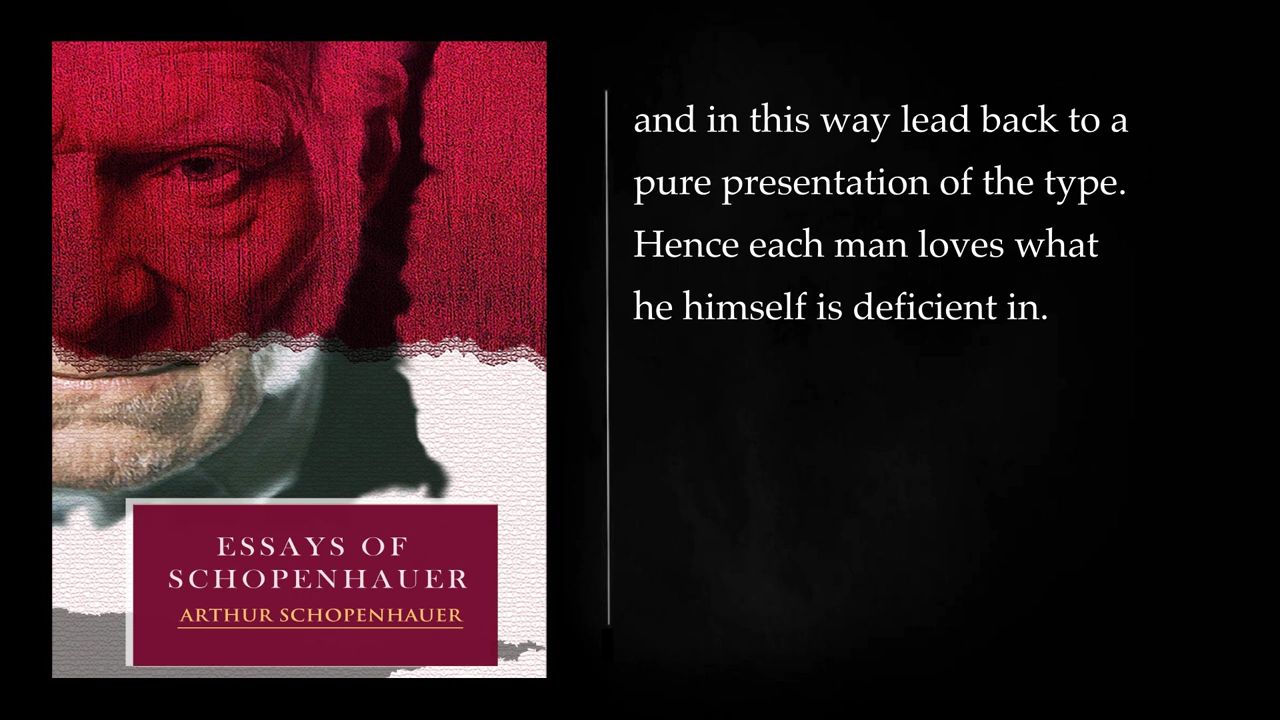 ESSAYS OF
SCHOPENHAUER
ARTHUR SCHOPENHAUER
and in this way lead back to a
pure presentation of the type.
Hence each man loves what
he himself is deficient in.